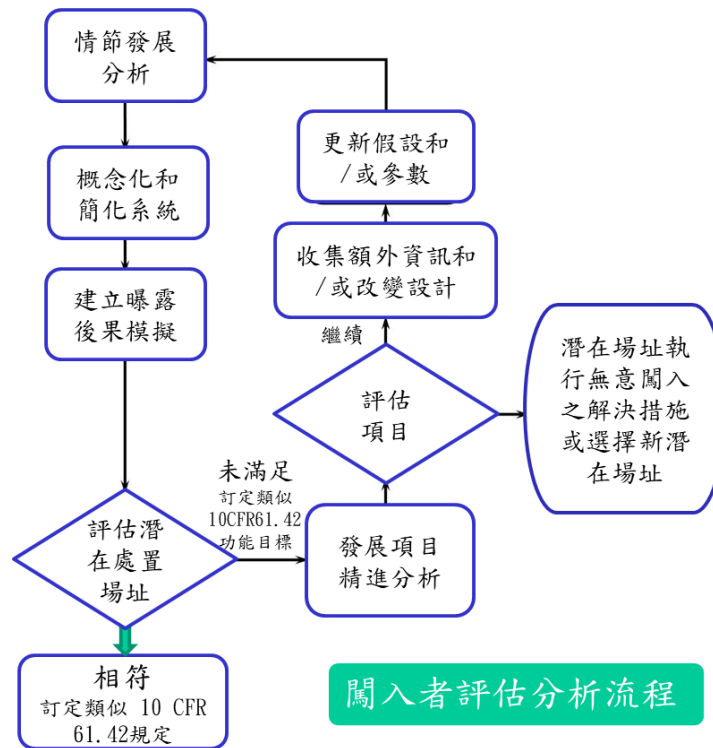 情節發展
分析
概念化和
簡化系統
建立曝露
後果模擬
評估潛
在處置
場址
相符
訂定類似 10 CFR
61.42規定
未滿足
訂定類似
10CFR61.42
功能目標
發展項目
精進分析
評估
項目
繼續
收集額外資訊和
/或改變設計
更新假設和
/或參數
潛在場址執
行無意闖入
之解決措施
或選擇新潛
在場址
闖入者評估分析流程